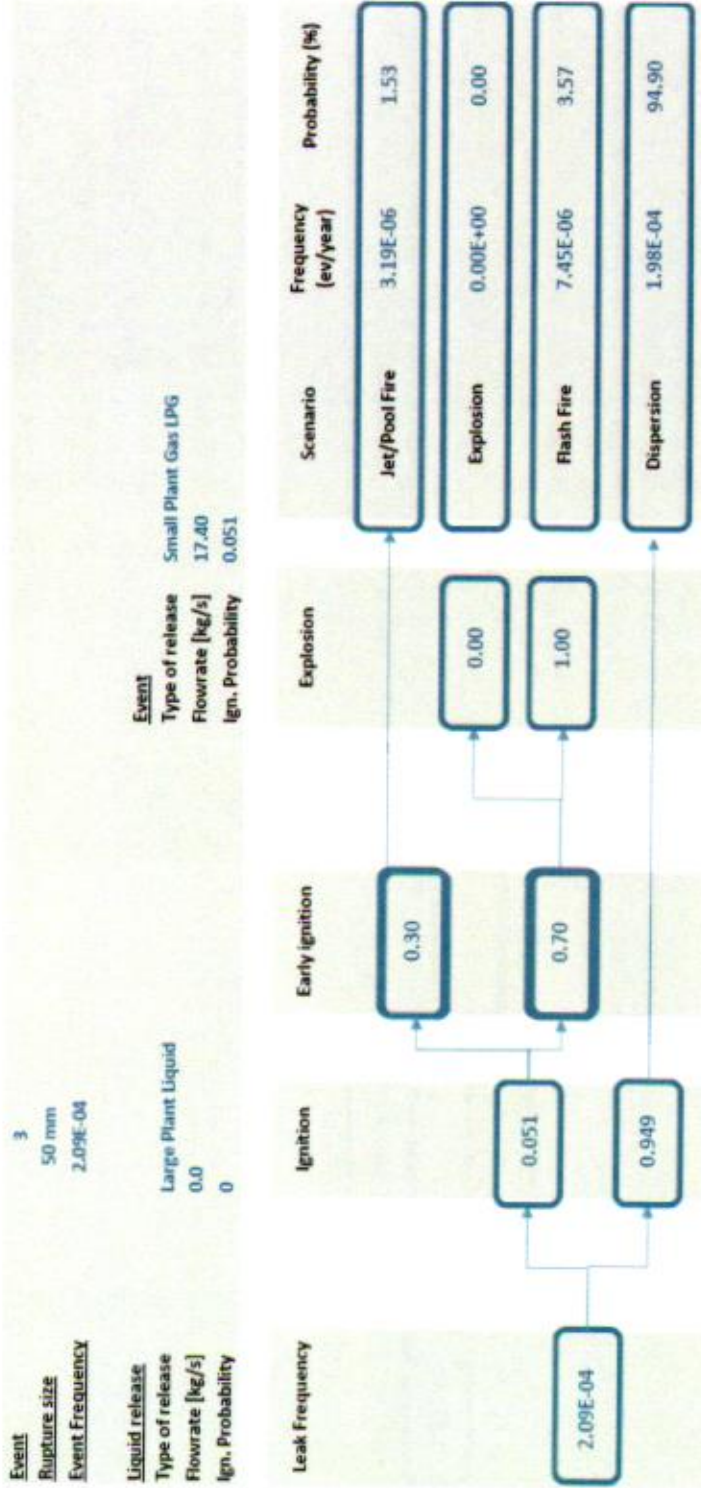 Event 3
Rupture size 50 mm
Event Frequency 2.09E-04
Liquid release
Type of release Large Plant Liquid
Flowrate [kg/s] 0.0
Ign. Probability 0
Event
Type of release Small Plant Gas LPG
Flowrate [kg/s] 17.40
Ign. Probability 0.051
Leak Frequency Ignition Early ignition Explosion Scenario Frequency (ev/year) Probability (%)
0.30 Jet/Pool Fire 3.19E-06 1.53
0.051 0.00 Explosion 0.00E+00 0.00
2.09E-04 0.70 1.00 Flash Fire 7.45E-06 3.57
0.949 Dispersion 1.98E-04 94.90